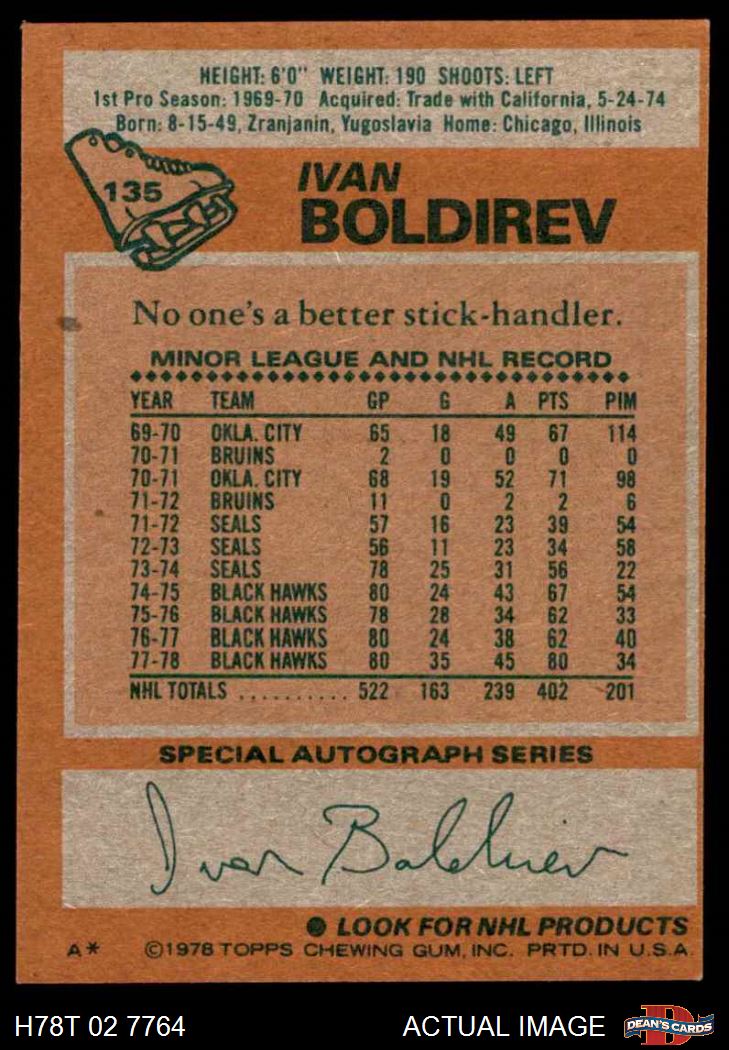 HEIGHT: 6'0" WEIGHT: 190 SHOOTS: LEFT
1st Pro Season: 1969-70 Acquired: Trade with California, 5-24-74
Born: 8-15-49, Zranjanin, Yugoslavia Home: Chicago, Illinois
135
IVAN
BOLDIREV
No one's a better stick-handler.
MINOR LEAGUE AND NHL RECORD
YEAR TEAM GP G A PTS PIM
69-70 OKLA. CITY 65 18 49 67 114
70-71 BRUINS 2 0 0 0 0
70-71 OKLA. CITY 68 19 52 71 98
71-72 BRUINS 11 0 2 2 6
71-72 SEALS 57 16 23 39 54
72-73 SEALS 56 11 23 34 58
73-74 SEALS 78 25 31 56 22
74-75 BLACK HAWKS 80 24 43 67 54
75-76 BLACK HAWKS 78 28 34 62 33
76-77 BLACK HAWKS 80 24 38 62 40
77-78 BLACK HAWKS 80 35 45 80 34
NHL TOTALS .......... 522 163 239 402 201
SPECIAL AUTOGRAPH SERIES
Ivan Boldirev
● LOOK FOR NHL PRODUCTS
A* ©1978 TOPPS CHEWING GUM, INC. PRTD. IN U.S.A.
H78T 02 7764 ACTUAL IMAGE DEAN'S CARDS